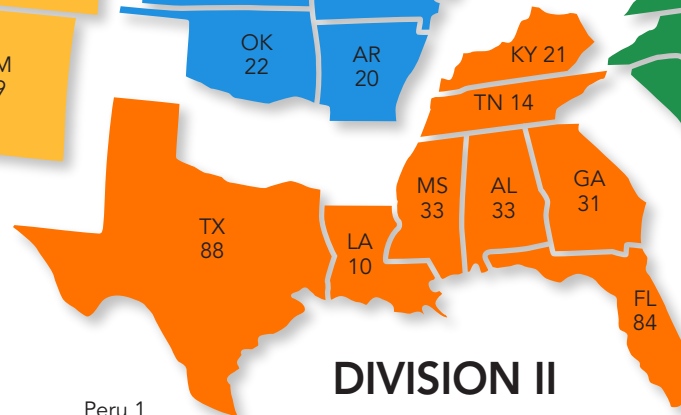 OK
22
AR
20
KY 21
TN 14
MS
33
AL
33
GA
31
TX
88
LA
10
FL
84
DIVISION II
Peru 1